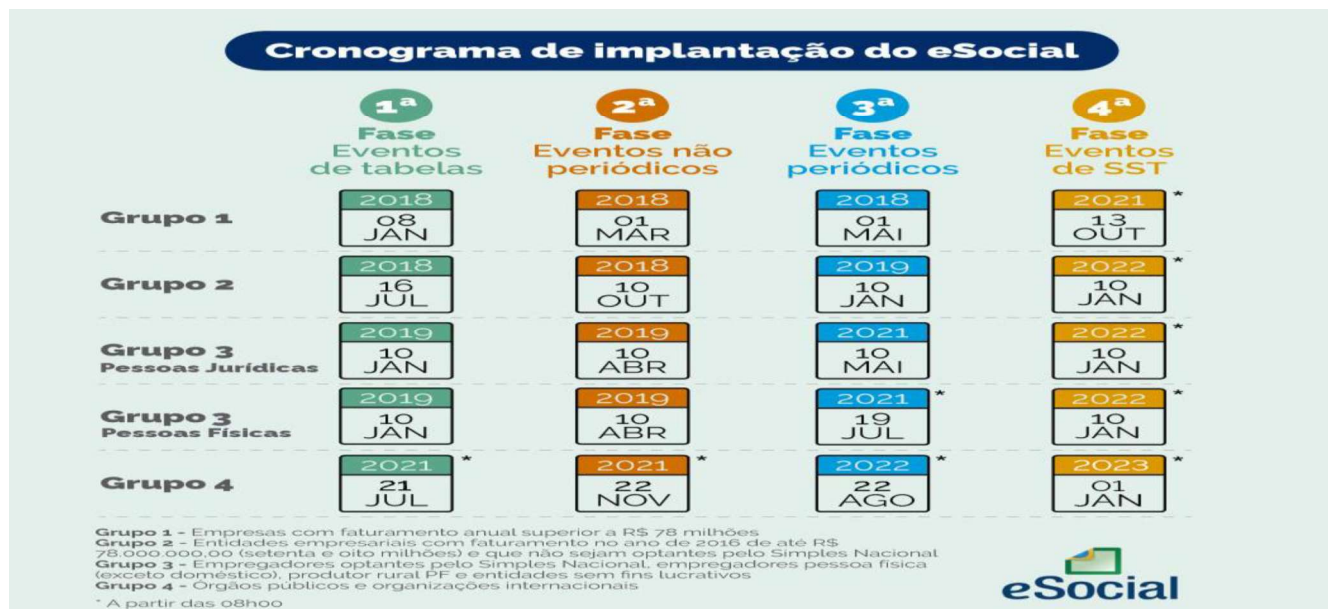 Cronograma de implantação do eSocial
1ª 2ª 3ª 4ª
Fase Fase Fase Fase
Eventos Eventos não Eventos Eventos
de tabelas periódicos periódicos de SST
2018 2018 2018 2021 *
Grupo 1 08 01 01 13
JAN MAR MAI OUT
2018 2018 2019 2022 *
Grupo 2 16 10 10 10
JUL OUT JAN JAN
2019 2019 2021 2022 *
Grupo 3 10 10 10 10
Pessoas Jurídicas JAN ABR MAI JAN
2019 2019 2021 * 2022 *
Grupo 3 10 10 19 10
Pessoas Físicas JAN ABR JUL JAN
2021 * 2021 * 2022 * 2023 *
Grupo 4 21 22 22 01
JUL NOV AGO JAN
Grupo 1 - Empresas com faturamento anual superior a R$ 78 milhões
Grupo 2 - Entidades empresariais com faturamento no ano de 2016 de até R$
78.000.000,00 (setenta e oito milhões) e que não sejam optantes pelo Simples Nacional
Grupo 3 - Empregadores optantes pelo Simples Nacional, empregadores pessoa física
(exceto doméstico), produtor rural PF e entidades sem fins lucrativos
Grupo 4 - Órgãos públicos e organizações internacionais
* A partir das 08h00
eSocial